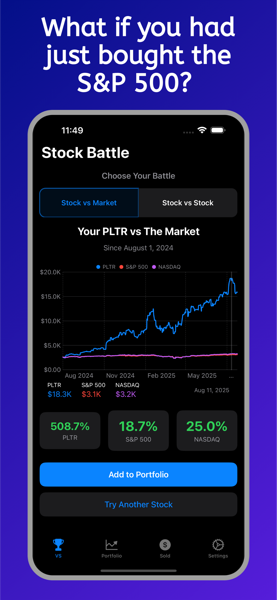 What if you had
just bought the
S&P 500?
11:49
Stock Battle
Choose Your Battle
Stock vs Market
Stock vs Stock
Your PLTR vs The Market
Since August 1, 2024
PLTR S&P 500 NASDAQ
$20.0K
$15.0K
$10.0K
$5.0K
$0.00
Aug 2024 Nov 2024 Feb 2025 May 2025 ...
PLTR S&P 500 NASDAQ
$18.3K $3.1K $3.2K
Aug 11, 2025
508.7% 18.7% 25.0%
PLTR S&P 500 NASDAQ
Add to Portfolio
Try Another Stock
VS Portfolio Sold Settings